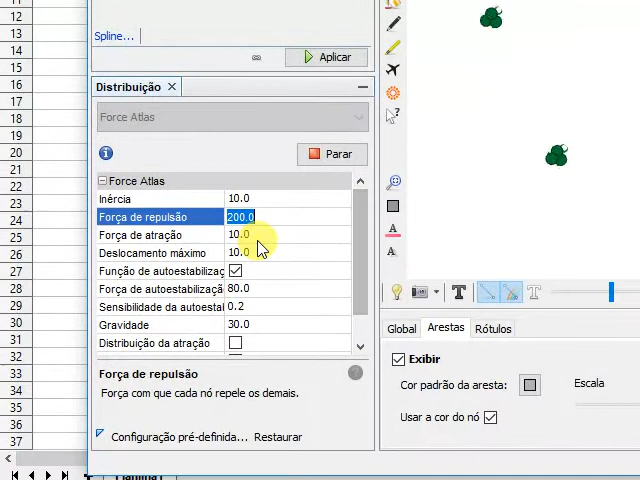 11
12
13
14
15
16
17
18
19
20
21
22
23
24
25
26
27
28
29
30
31
32
33
34
35
36
37
Spline...
Aplicar
Distribuição
Force Atlas
Parar
Force Atlas
Inércia 10.0
Força de repulsão 200.0
Força de atração 10.0
Deslocamento máximo 10.0
Função de autoestabilizaç
Força de autoestabilizaçã 80.0
Sensibilidade da autoestal 0.2
Gravidade 30.0
Distribuição da atração
Força de repulsão
Força com que cada nó repele os demais.
Configuração pré-definida... Restaurar
T
T
Global Arestas Rótulos
Exibir
Cor padrão da aresta: Escala
Usar a cor do nó